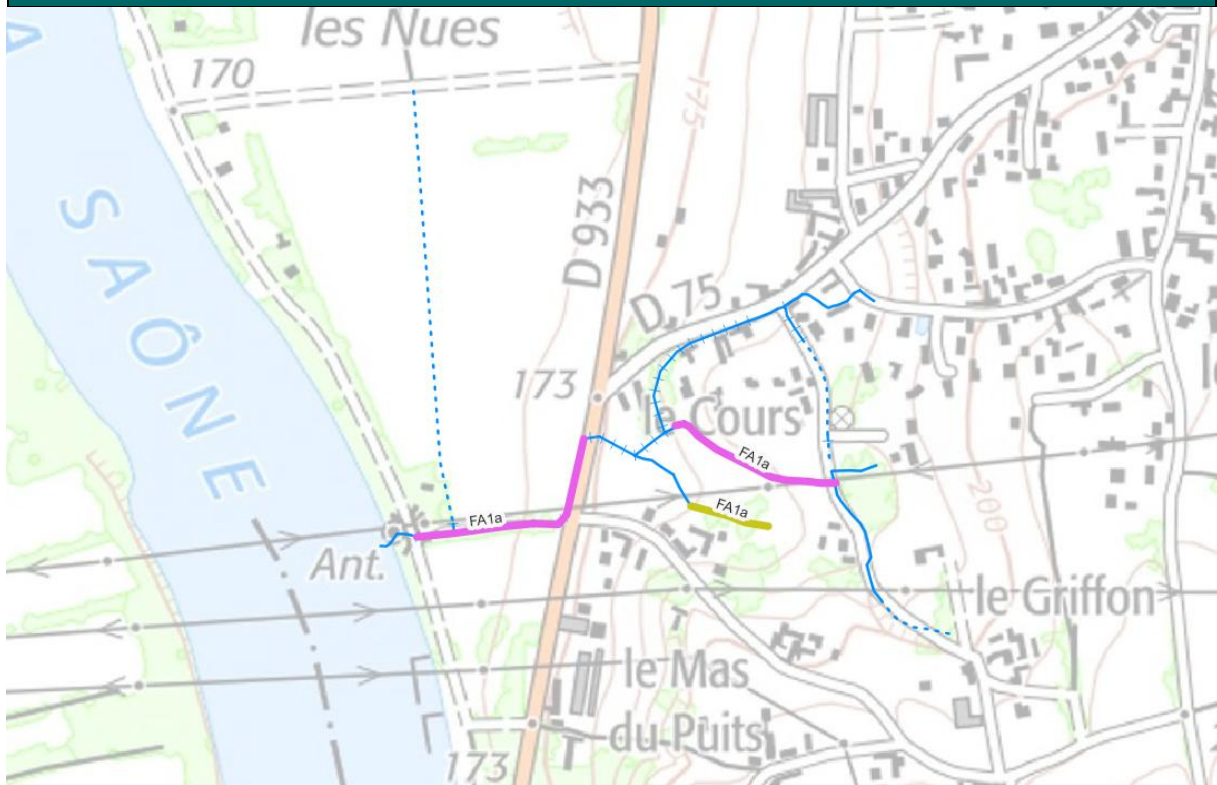 les Nues
170
175
SAÔNE
D 933
D 75
173
le Cours
FA1a
FA1a
FA1a
200
Ant.
le Griffon
le Mas
du Puits
173